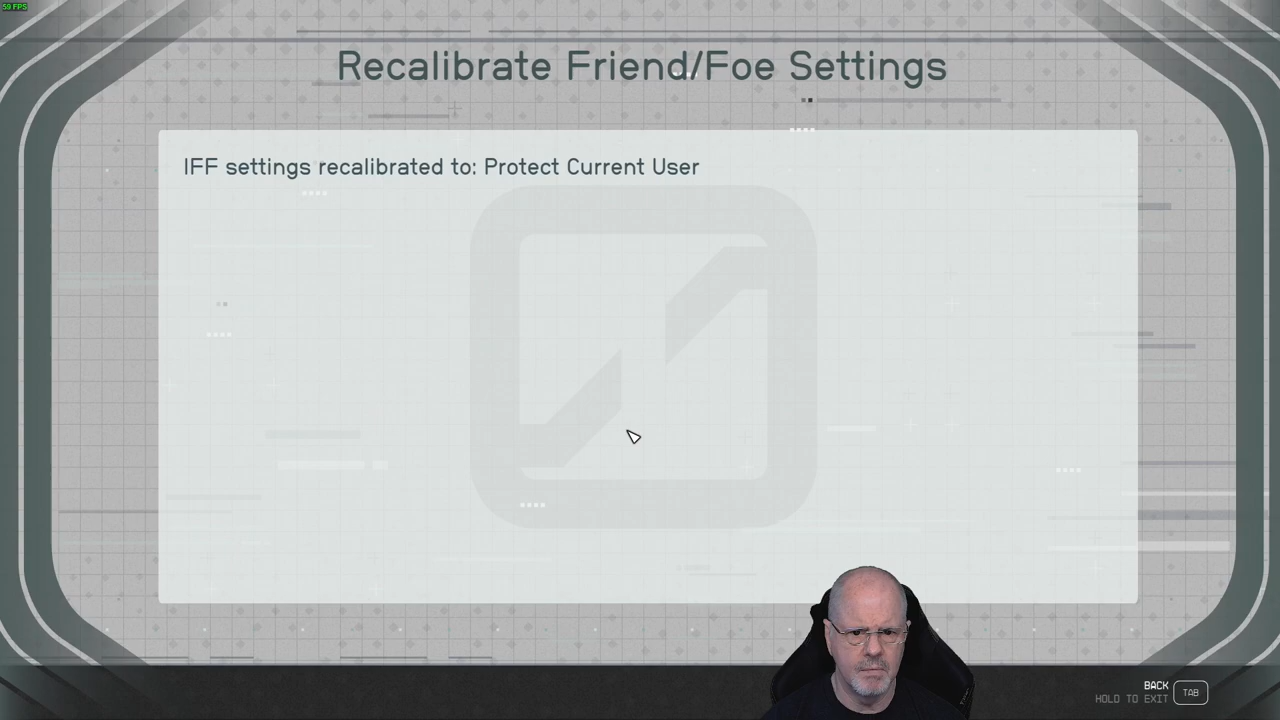 59 FPS
Recalibrate Friend/Foe Settings
IFF settings recalibrated to: Protect Current User
BACK
HOLD TO EXIT
TAB